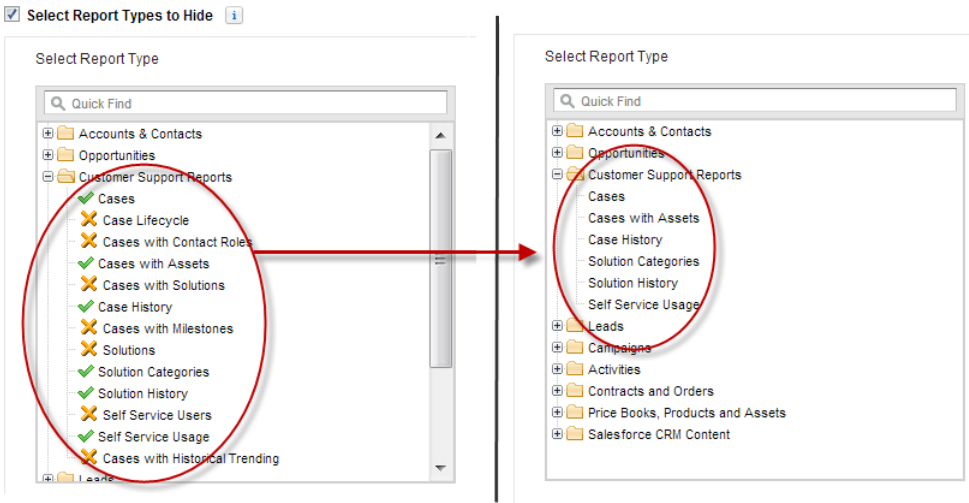 Select Report Types to Hide i
Select Report Type
Quick Find
Accounts & Contacts
Opportunities
Customer Support Reports
Cases
Case Lifecycle
Cases with Contact Roles
Cases with Assets
Cases with Solutions
Case History
Cases with Milestones
Solutions
Solution Categories
Solution History
Self Service Users
Self Service Usage
Cases with Historical Trending
Leads
Select Report Type
Quick Find
Accounts & Contacts
Opportunities
Customer Support Reports
Cases
Cases with Assets
Case History
Solution Categories
Solution History
Self Service Usage
Leads
Campaigns
Activities
Contracts and Orders
Price Books, Products and Assets
Salesforce CRM Content